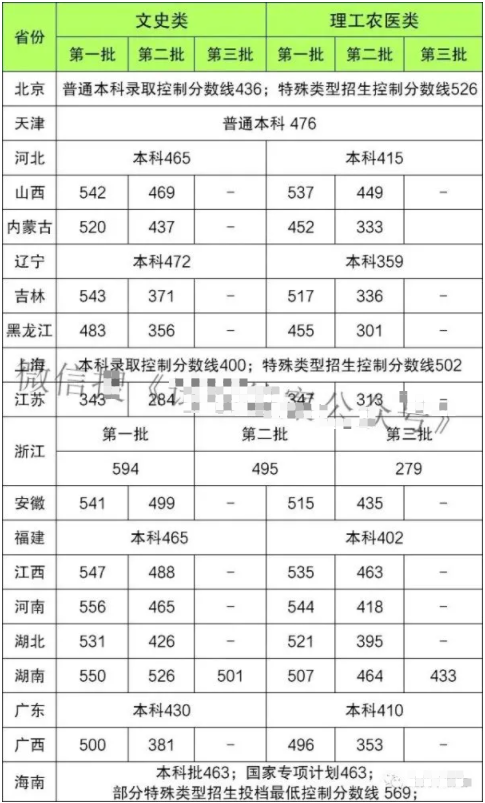 省份 文史类 理工农医类
第一批 第二批 第三批 第一批 第二批 第三批
北京 普通本科录取控制分数线436；特殊类型招生控制分数线526
天津 普通本科 476
河北 本科465 本科415
山西 542 469 - 537 449 -
内蒙古 520 437 - 452 333
辽宁 本科472 本科359
吉林 543 371 - 517 336 -
黑龙江 483 356 - 455 301 -
上海 本科录取控制分数线400；特殊类型招生控制分数线502
江苏 343 284 - 347 313 -
微信搜《 公众号》
浙江 第一批 第二批 第三批
594 495 279
安徽 541 499 - 515 435 -
福建 本科465 本科402
江西 547 488 - 535 463 -
河南 556 465 - 544 418 -
湖北 531 426 - 521 395 -
湖南 550 526 501 507 464 433
广东 本科430 本科410
广西 500 381 - 496 353 -
海南 本科批463；国家专项计划463；
部分特殊类型招生投档最低控制分数线 569；